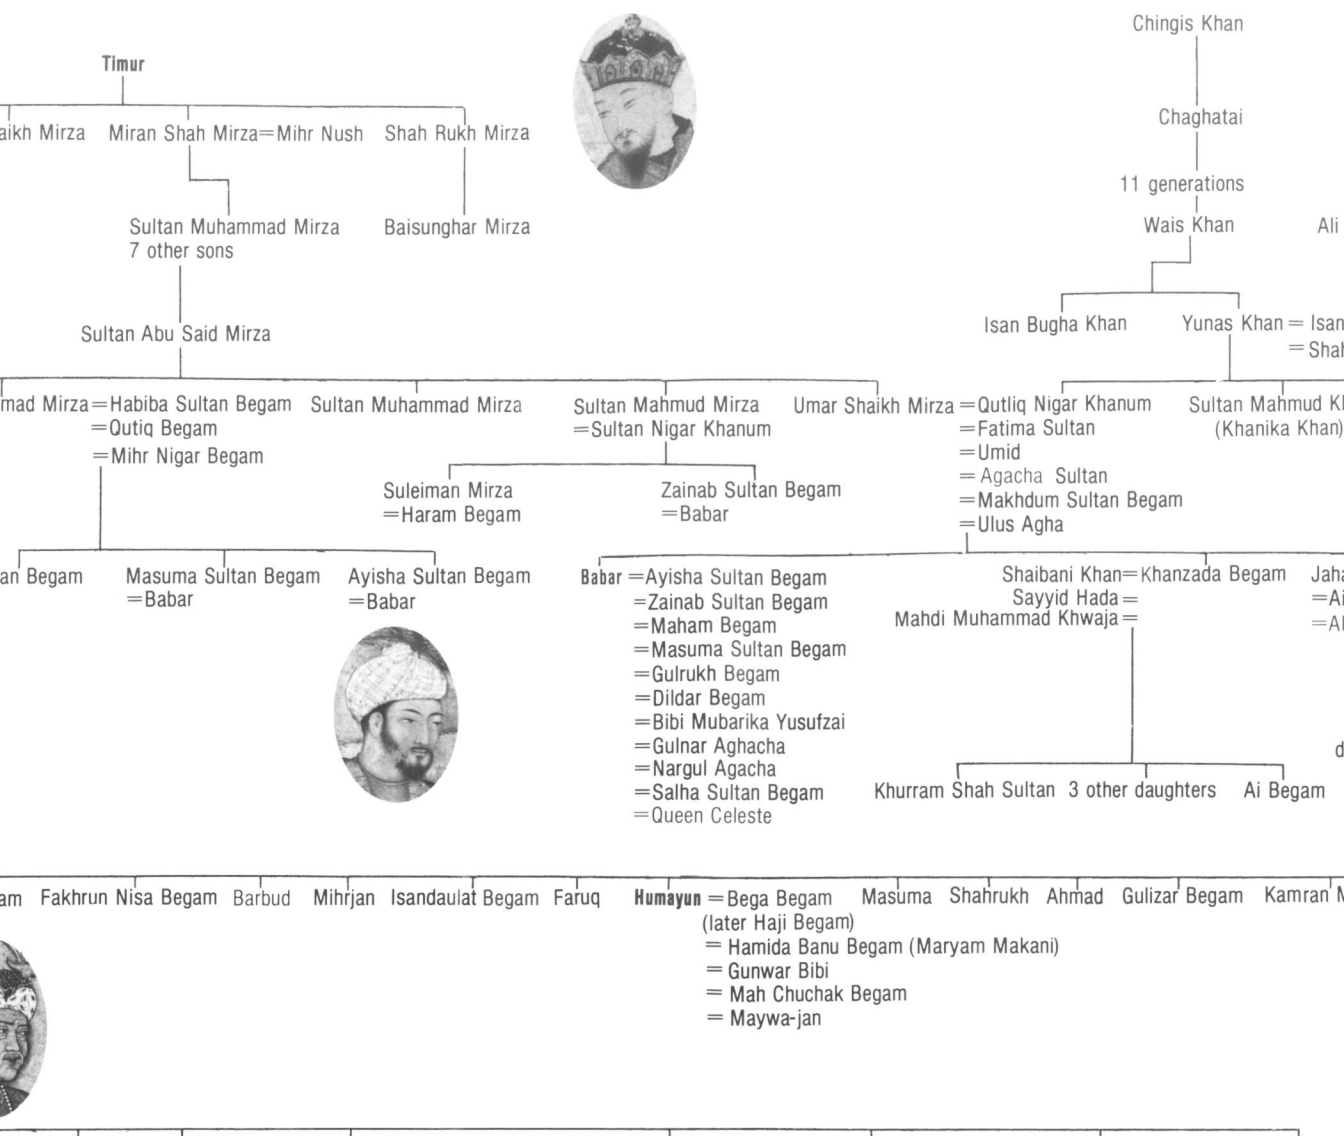 Chingis Khan
Timur
Chaghatai
aikh Mirza Miran Shah Mirza=Mihr Nush Shah Rukh Mirza
11 generations
Sultan Muhammad Mirza Baisunghar Mirza Wais Khan Ali
7 other sons
Sultan Abu Said Mirza Isan Bugha Khan Yunas Khan = Isan
= Shah
mad Mirza=Habiba Sultan Begam Sultan Muhammad Mirza Sultan Mahmud Mirza Umar Shaikh Mirza =Qutliq Nigar Khanum Sultan Mahmud Kh
=Qutiq Begam =Sultan Nigar Khanum =Fatima Sultan (Khanika Khan)
=Mihr Nigar Begam =Umid
= Agacha Sultan
Suleiman Mirza Zainab Sultan Begam =Makhdum Sultan Begam
=Haram Begam =Babar =Ulus Agha
an Begam Masuma Sultan Begam Ayisha Sultan Begam Babar =Ayisha Sultan Begam Shaibani Khan=Khanzada Begam Jaha
=Babar =Babar =Zainab Sultan Begam Sayyid Hada = =Ai
=Maham Begam Mahdi Muhammad Khwaja = =Al
=Masuma Sultan Begam
=Gulrukh Begam
=Dildar Begam
=Bibi Mubarika Yusufzai
=Gulnar Aghacha d
=Nargul Agacha
=Salha Sultan Begam Khurram Shah Sultan 3 other daughters Ai Begam
=Queen Celeste
am Fakhrun Nisa Begam Barbud Mihrjan Isandaulat Begam Faruq Humayun =Bega Begam Masuma Shahrukh Ahmad Gulizar Begam Kamran M
(later Haji Begam)
= Hamida Banu Begam (Maryam Makani)
= Gunwar Bibi
= Mah Chuchak Begam
= Maywa-jan